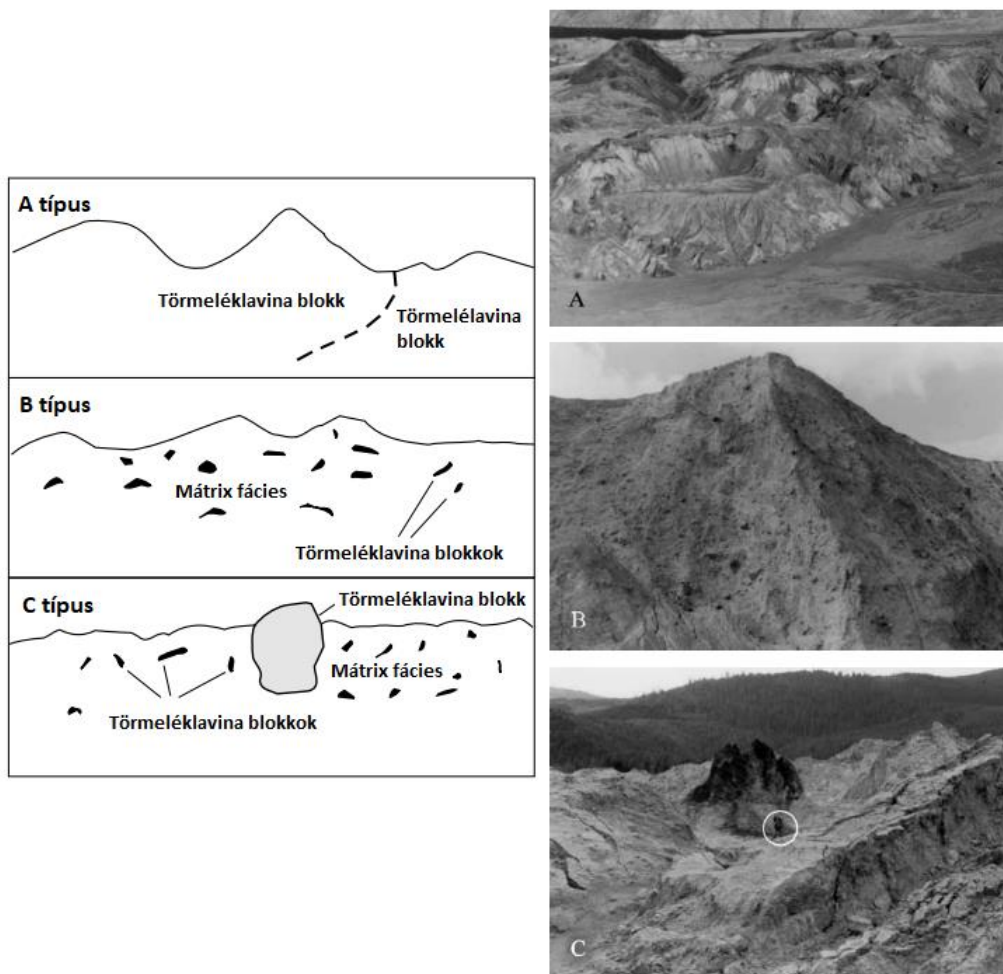 A típus
Törmeléklavina blokk
Törmelélavina
blokk
B típus
Mátrix fácies
Törmeléklavina blokkok
C típus
Törmeléklavina blokk
Mátrix fácies
Törmeléklavina blokkok
A
B
C